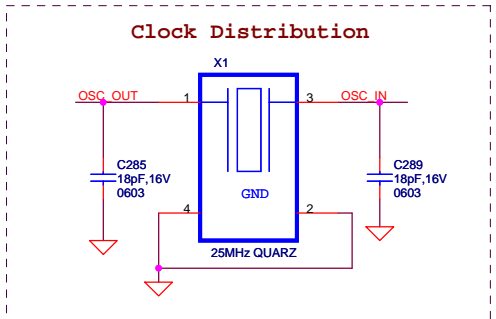 Clock Distribution
X1
OSC_OUT
1
3
OSC_IN
C285
18pF,16V
0603
C289
18pF,16V
0603
GND
4
2
25MHz QUARZ